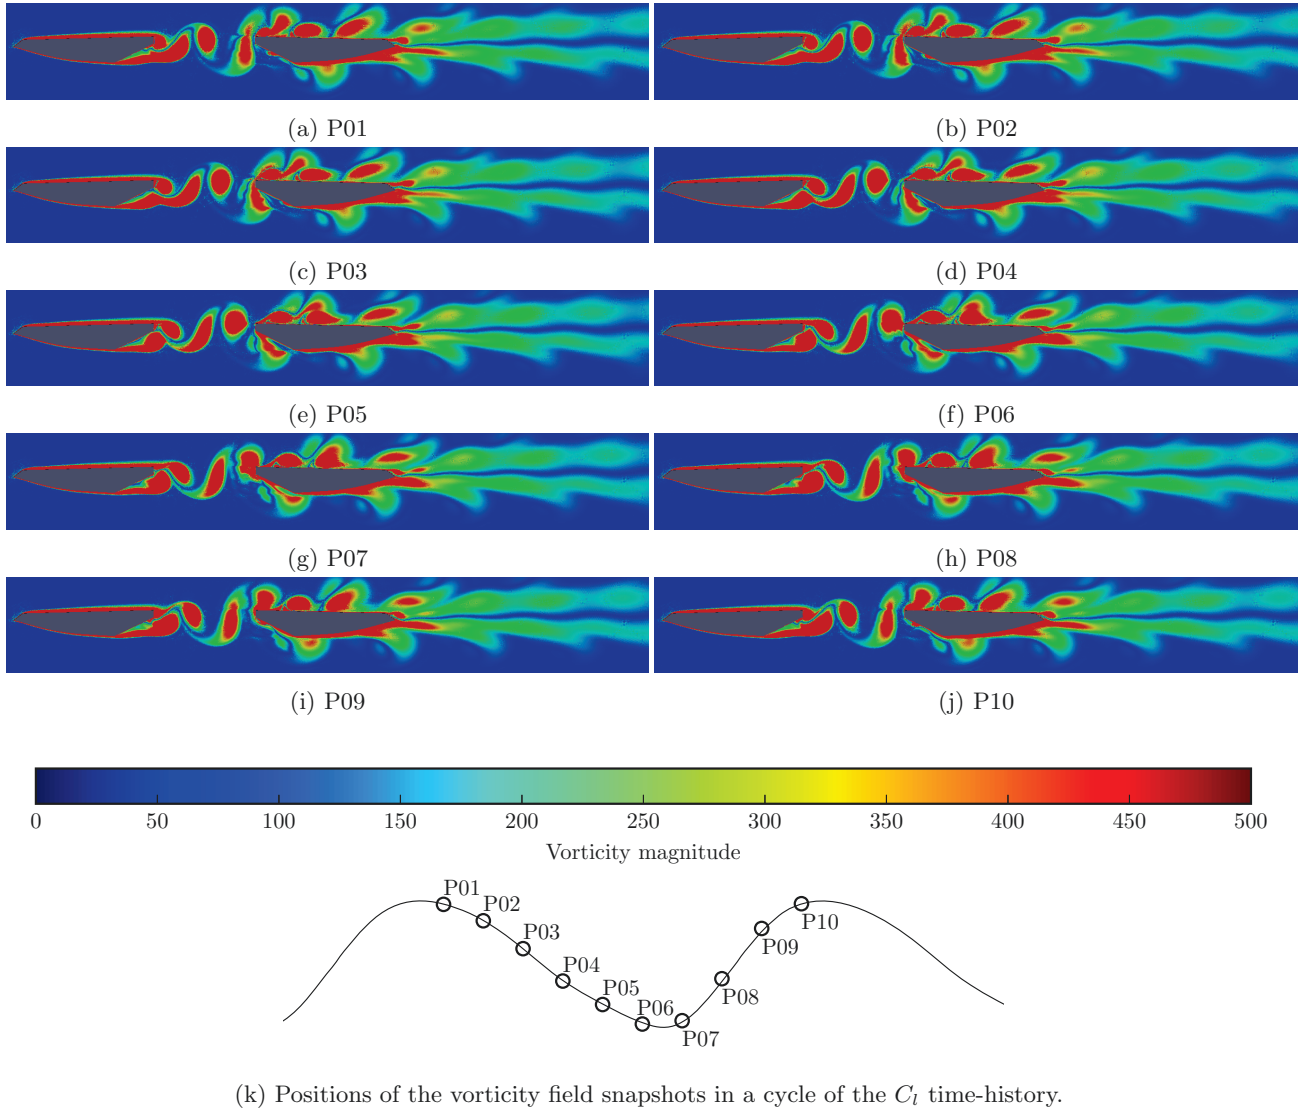 (a) P01
(b) P02
(c) P03
(d) P04
(e) P05
(f) P06
(g) P07
(h) P08
(i) P09
(j) P10
0 50 100 150 200 250 300 350 400 450 500
Vorticity magnitude
P01
P02
P03
P04
P05
P06
P07
P08
P09
P10
(k) Positions of the vorticity field snapshots in a cycle of the C_l time-history.